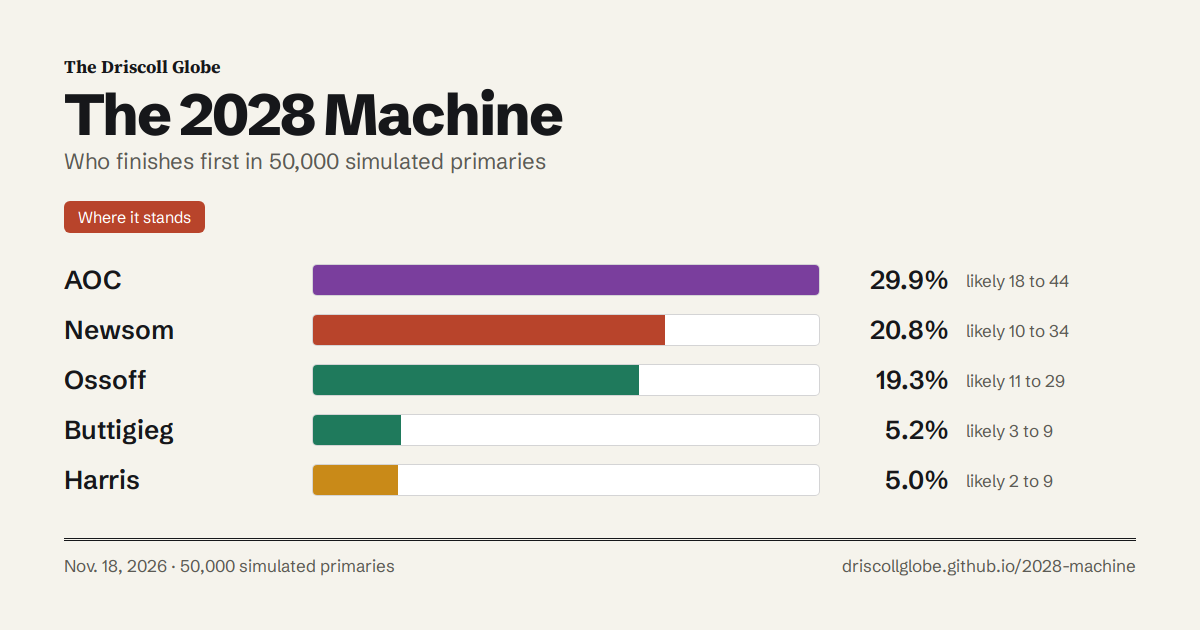 The Driscoll Globe
The 2028 Machine
Who finishes first in 50,000 simulated primaries
Where it stands
AOC 29.9% likely 18 to 44
Newsom 20.8% likely 10 to 34
Ossoff 19.3% likely 11 to 29
Buttigieg 5.2% likely 3 to 9
Harris 5.0% likely 2 to 9
Nov. 18, 2026 · 50,000 simulated primaries driscollglobe.github.io/2028-machine